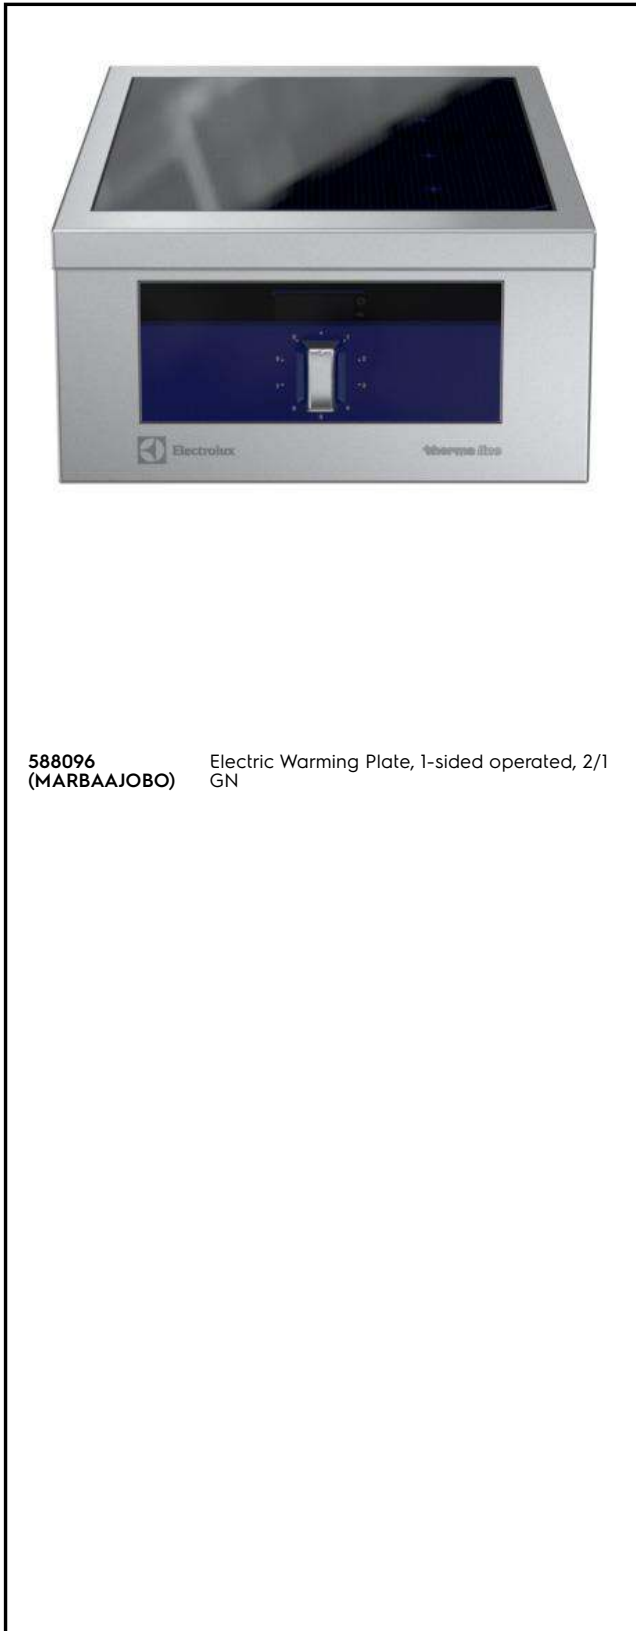 Electrolux
thermaline
588096
(MARBAAJOBO)
Electric Warming Plate, 1-sided operated, 2/1
GN